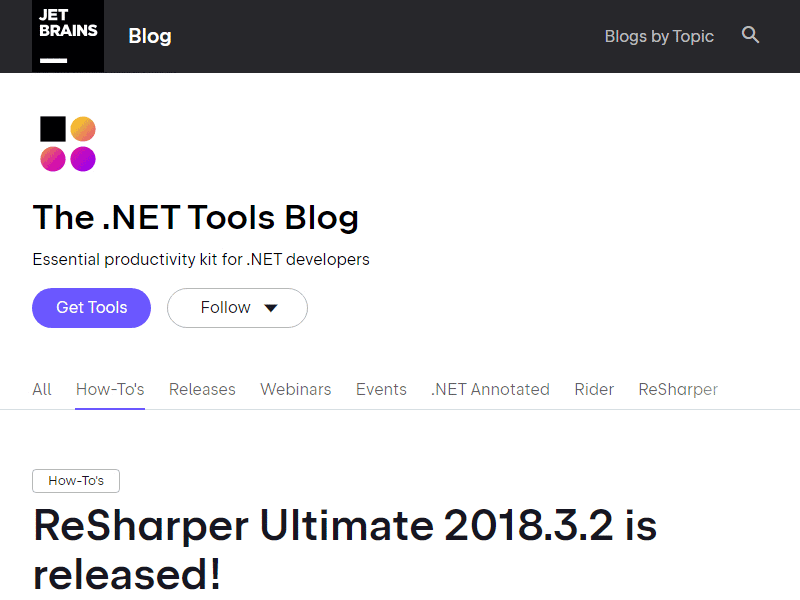 JET
BRAINS
Blog
Blogs by Topic
The .NET Tools Blog
Essential productivity kit for .NET developers
Get Tools
Follow
All How-To's Releases Webinars Events .NET Annotated Rider ReSharper
How-To's
ReSharper Ultimate 2018.3.2 is
released!